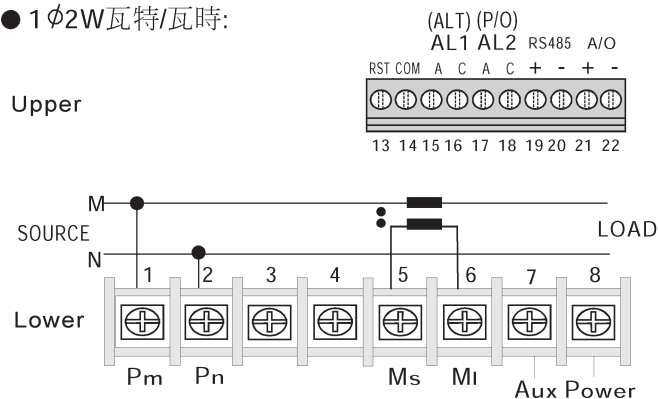 ● 1Φ2W瓦特/瓦時:
(ALT) (P/O)
AL1 AL2 RS485 A/O
RST COM A C A C + - + -
Upper
13 14 15 16 17 18 19 20 21 22
M
SOURCE
LOAD
N
1 2 3 4 5 6 7 8
Lower
Pm Pn Ms Ml
Aux Power